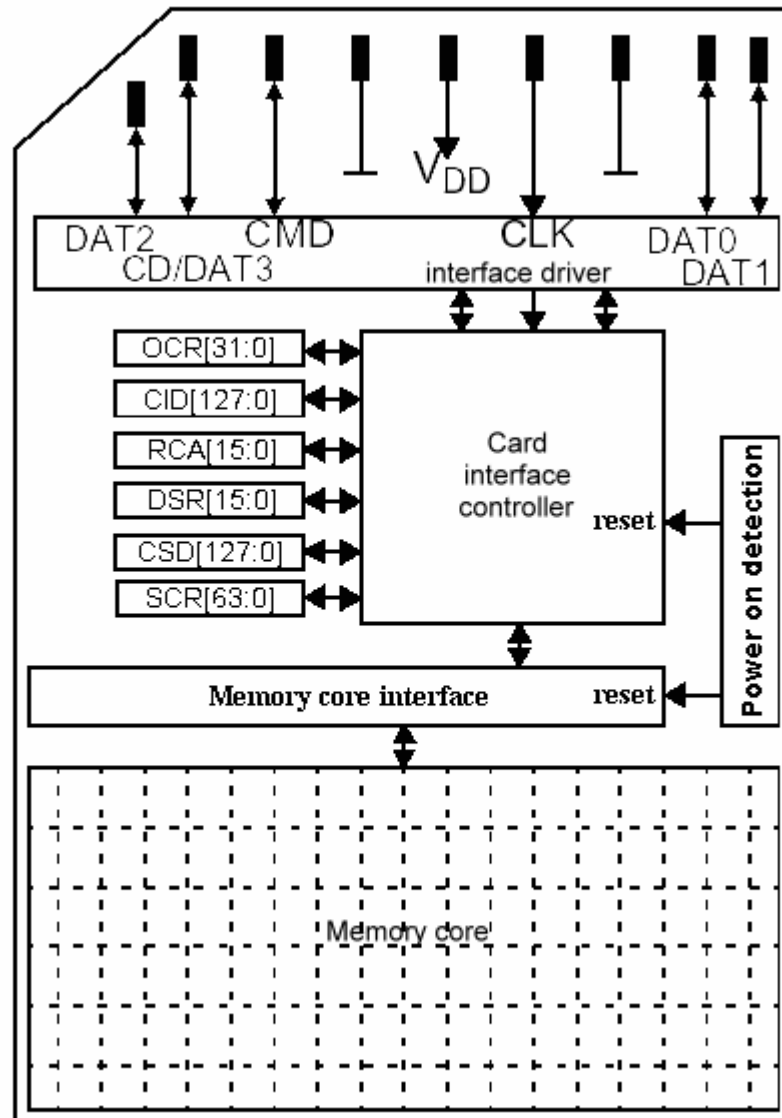 VDD
DAT2
CMD
CLK
DAT0
CD/DAT3
interface driver
DAT1
OCR[31:0]
CID[127:0]
RCA[15:0]
DSR[15:0]
CSD[127:0]
SCR[63:0]
Card
interface
controller
reset
Power on detection
Memory core interface
reset
Memory core